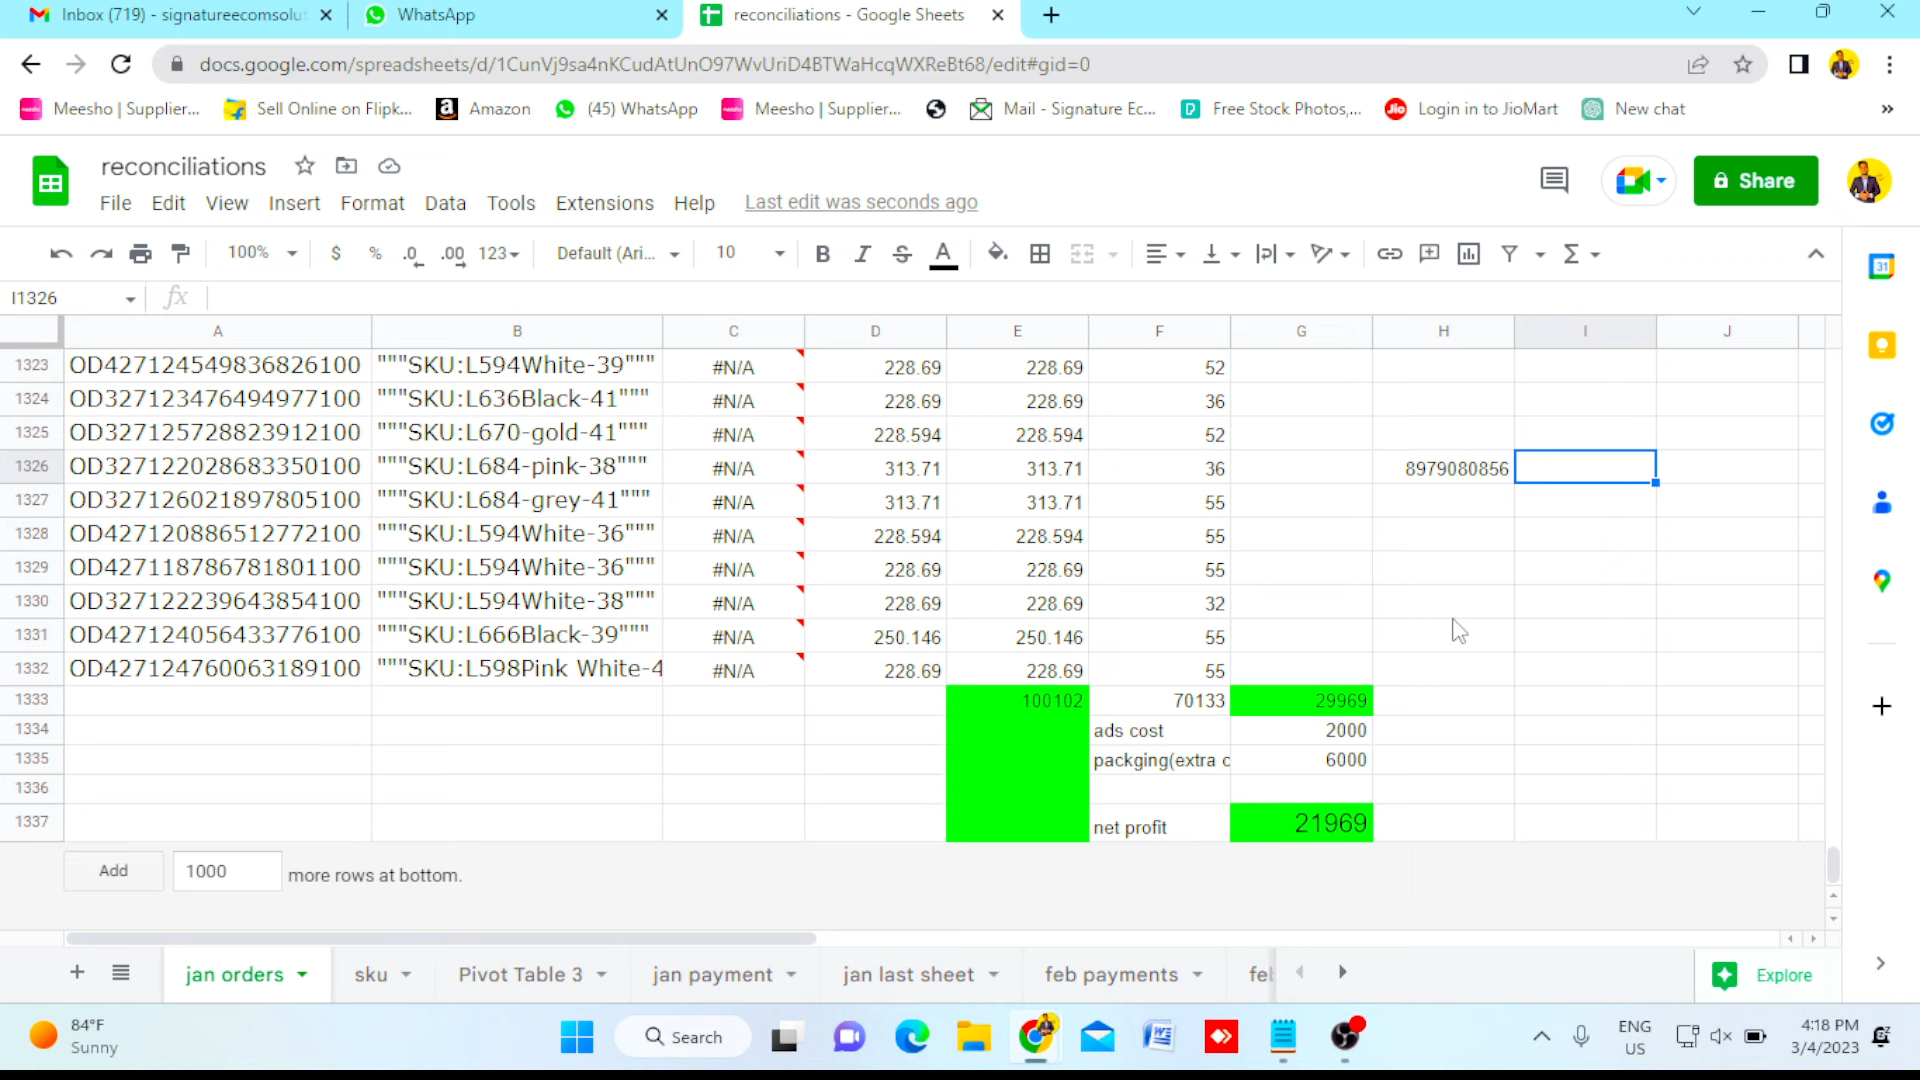 Inbox (719) - signatureecomsolut
WhatsApp
reconciliations - Google Sheets
docs.google.com/spreadsheets/d/1CunVj9sa4nKCudAtUnO97WvUriD4BTWaHcqWXReBt68/edit#gid=0
Meesho | Supplier...
Sell Online on Flipk...
Amazon
(45) WhatsApp
Meesho | Supplier...
Mail - Signature Ec...
Free Stock Photos,...
Login in to JioMart
New chat
»
reconciliations
File Edit View Insert Format Data Tools Extensions Help Last edit was seconds ago
Share
100% $ % .0 .00 123 Default (Ari... 10 B I S A
I1326 fx
A B C D E F G H I J
1323 OD427124549836826100 """SKU:L594White-39""" #N/A 228.69 228.69 52
1324 OD327123476494977100 """SKU:L636Black-41""" #N/A 228.69 228.69 36
1325 OD327125728823912100 """SKU:L670-gold-41""" #N/A 228.594 228.594 52
1326 OD327122028683350100 """SKU:L684-pink-38""" #N/A 313.71 313.71 36 8979080856
1327 OD327126021897805100 """SKU:L684-grey-41""" #N/A 313.71 313.71 55
1328 OD427120886512772100 """SKU:L594White-36""" #N/A 228.594 228.594 55
1329 OD427118786781801100 """SKU:L594White-36""" #N/A 228.69 228.69 55
1330 OD327122239643854100 """SKU:L594White-38""" #N/A 228.69 228.69 32
1331 OD427124056433776100 """SKU:L666Black-39""" #N/A 250.146 250.146 55
1332 OD427124760063189100 """SKU:L598Pink White-4 #N/A 228.69 228.69 55
1333 100102 70133 29969
1334 ads cost 2000
1335 packging(extra c 6000
1336
1337 net profit 21969
Add 1000 more rows at bottom.
jan orders sku Pivot Table 3 jan payment jan last sheet feb payments fel
Explore
84°F
Sunny
Search
ENG
US
4:18 PM
3/4/2023